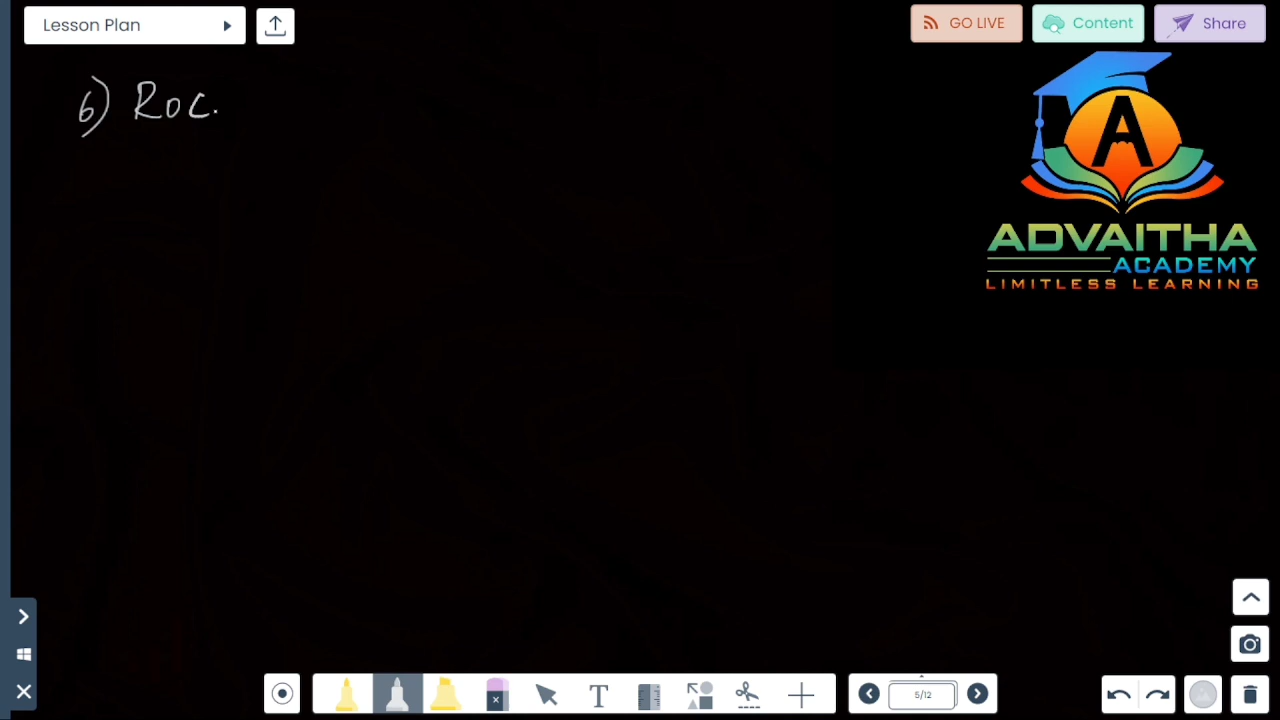 Lesson Plan
GO LIVE
Content
Share
6) Roc.
A
ADVAITHA
ACADEMY
LIMITLESS LEARNING
T
5/12